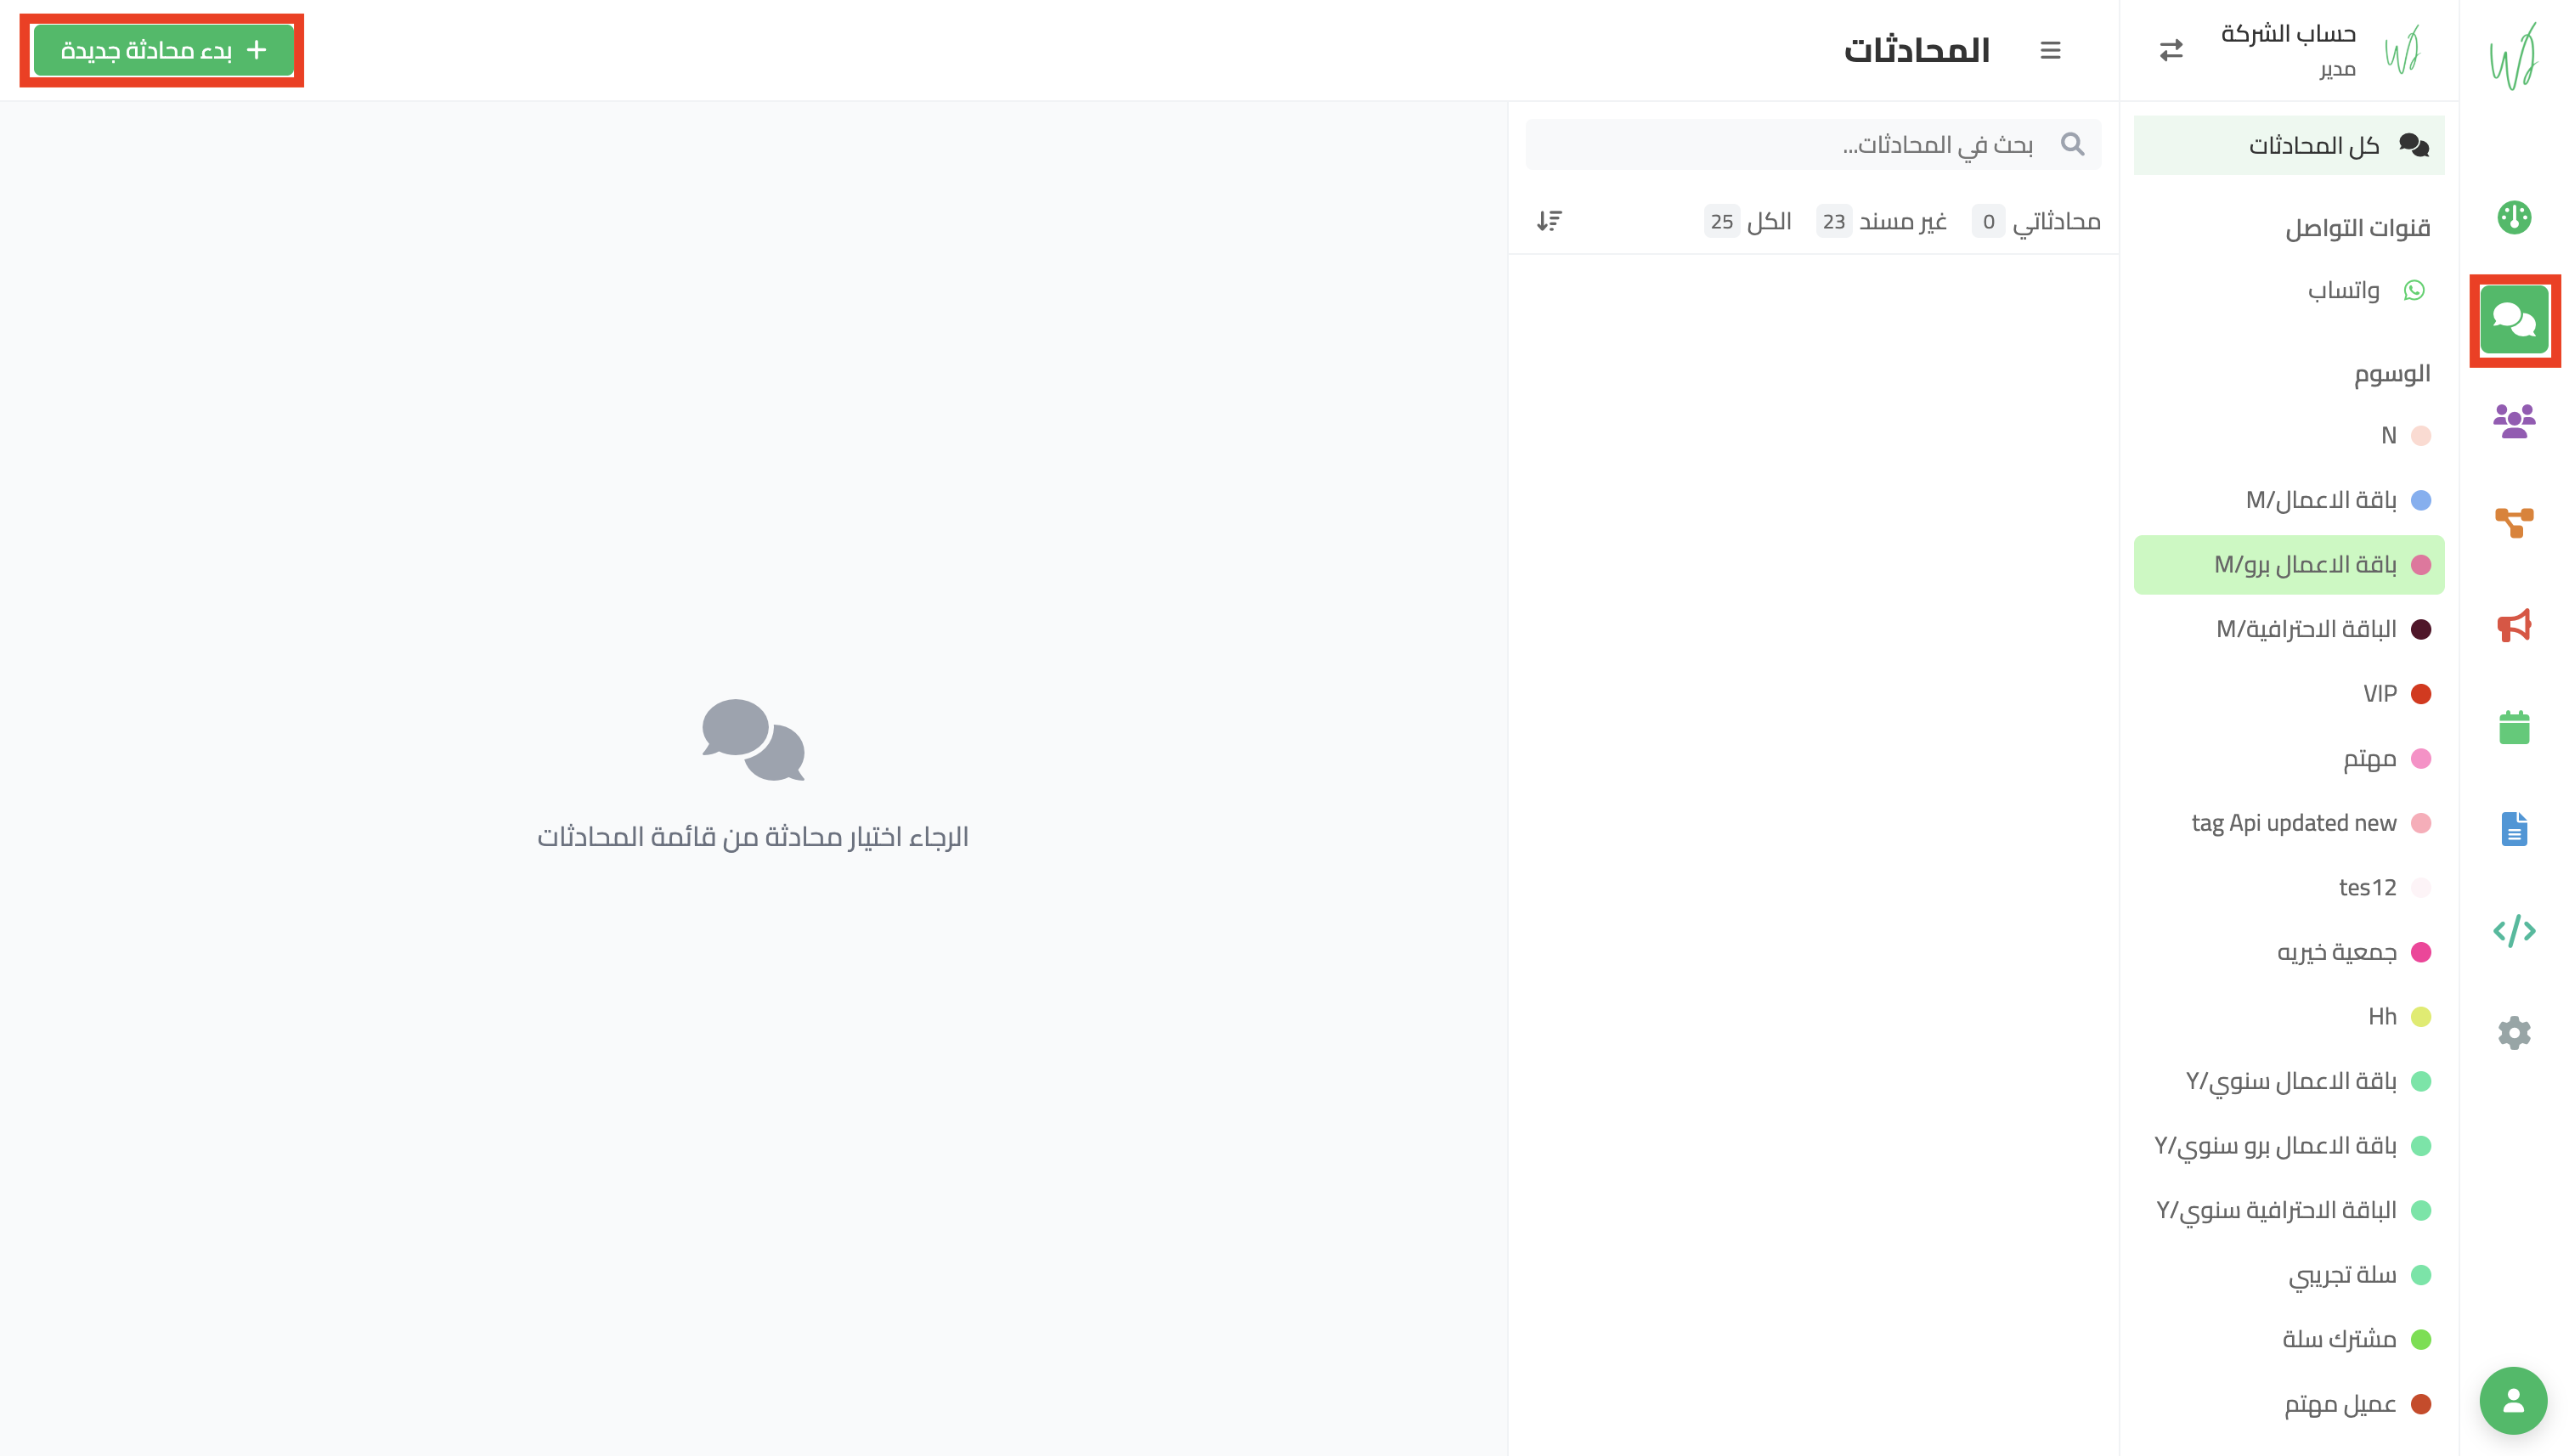 حساب الشركة
مدير
المحادثات
بدء محادثة جديدة
كل المحادثات
قنوات التواصل
واتساب
الوسوم
N
باقة الاعمال/M
باقة الاعمال برو/M
الباقة الاحترافية/M
VIP
مهتم
tag Api updated new
tes12
جمعية خيريه
Hh
باقة الاعمال سنوي/Y
باقة الاعمال برو سنوي/Y
الباقة الاحترافية سنوي/Y
سلة تجريبي
مشترك سلة
عميل مهتم
بحث في المحادثات...
محادثاتي 0 غير مسند 23 الكل 25
الرجاء اختيار محادثة من قائمة المحادثات